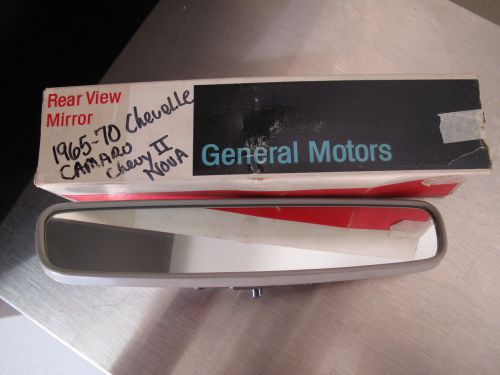 Rear View
Mirror
1965-70 Chevelle
CAMARO
Chevy II
NOVA
General Motors